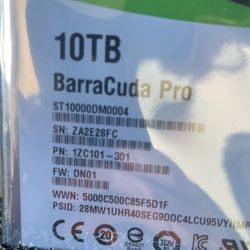 10TB
BarraCuda Pro
ST10000DM0004
SN: ZA2E28FC
PN: 1ZC101-301
FW: DN01
WWN: 5000C500C85F5D1F
PSID: 28MW1UHR40SEG9DDC4LCU95VYHM